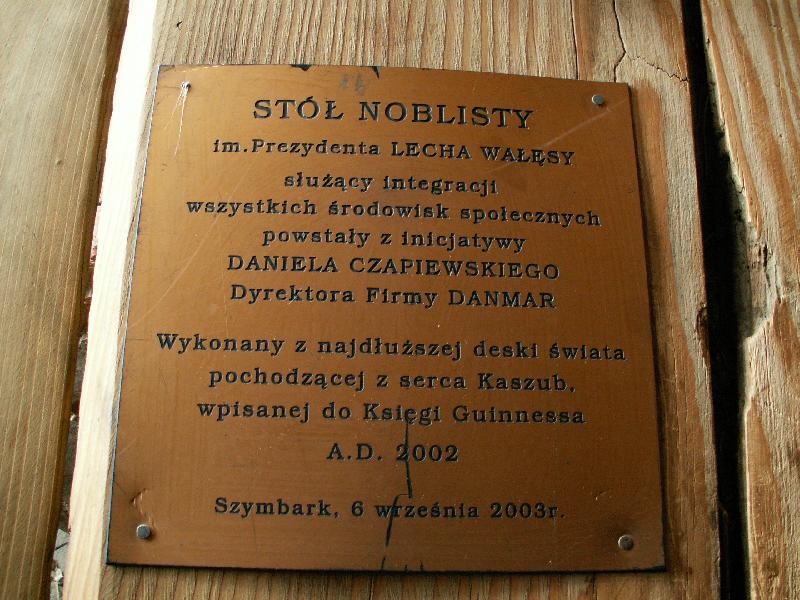 STÓŁ NOBLISTY
im.Prezydenta LECHA WAŁĘSY
służący integracji
wszystkich środowisk społecznych
powstały z inicjatywy
DANIELA CZAPIEWSKIEGO
Dyrektora Firmy DANMAR
Wykonany z najdłuższej deski świata
pochodzącej z serca Kaszub,
wpisanej do Księgi Guinnessa
A.D. 2002
Szymbark, 6 września 2003r.